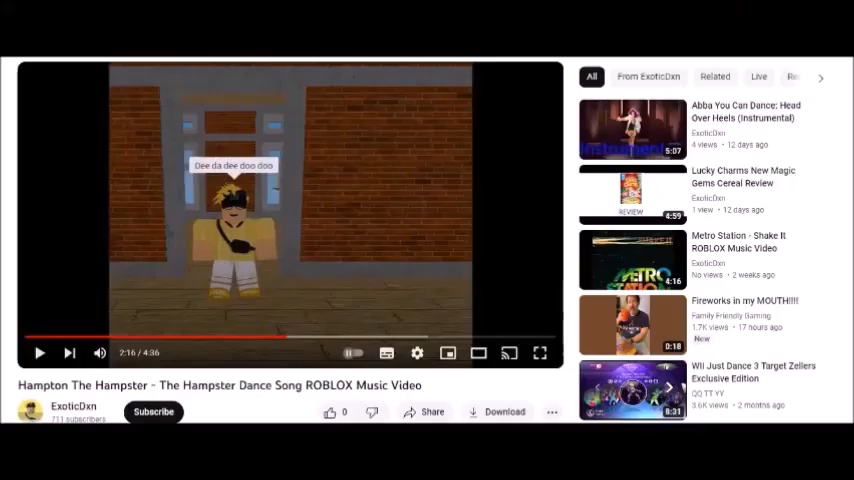 Dee da dee doo doo
2:16 / 4:36
Hampton The Hampster - The Hampster Dance Song ROBLOX Music Video
ExoticDxn
711 subscribers
Subscribe
0
Share
Download
All
From ExoticDxn
Related
Live
Instrument
5:07
Abba You Can Dance: Head
Over Heels (Instrumental)
ExoticDxn
4 views • 12 days ago
REVIEW
4:59
Lucky Charms New Magic
Gems Cereal Review
ExoticDxn
1 view • 12 days ago
METRO
STATION
4:16
Metro Station - Shake It
ROBLOX Music Video
ExoticDxn
No views • 2 weeks ago
0:18
Fireworks in my MOUTH!!!!
Family Friendly Gaming
1.7K views • 17 hours ago
New
8:31
Wii Just Dance 3 Target Zellers
Exclusive Edition
QQ TT YY
3.6K views • 2 months ago